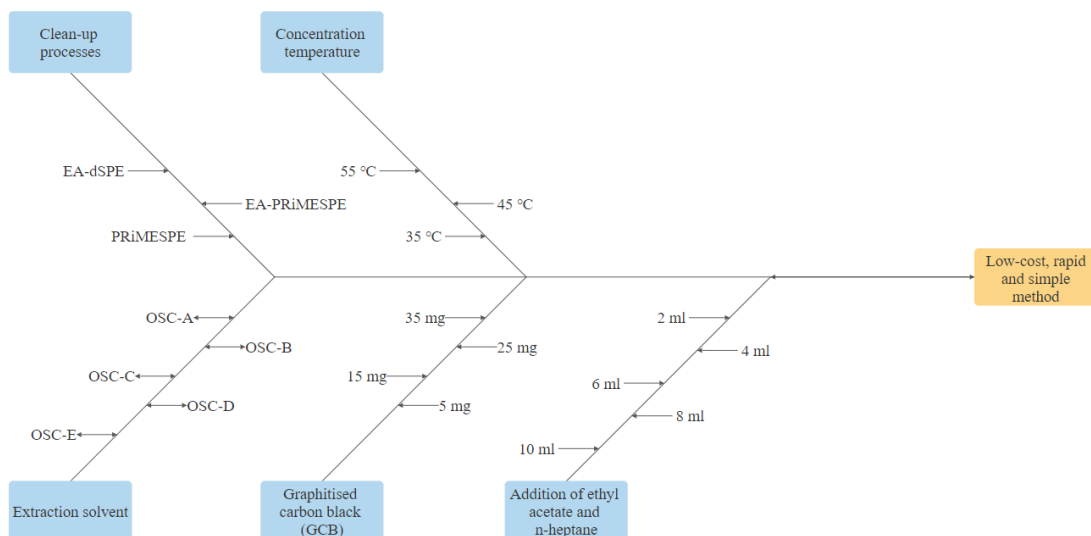 Clean-up
processes
Concentration
temperature
EA-dSPE
55 ℃
EA-PRiMESPE
45 ℃
PRiMESPE
35 ℃
Low-cost, rapid
and simple
method
OSC-A
35 mg
2 ml
OSC-B
25 mg
4 ml
OSC-C
15 mg
6 ml
OSC-D
5 mg
8 ml
OSC-E
10 ml
Extraction solvent
Graphitised
carbon black
(GCB)
Addition of ethyl
acetate and
n-heptane